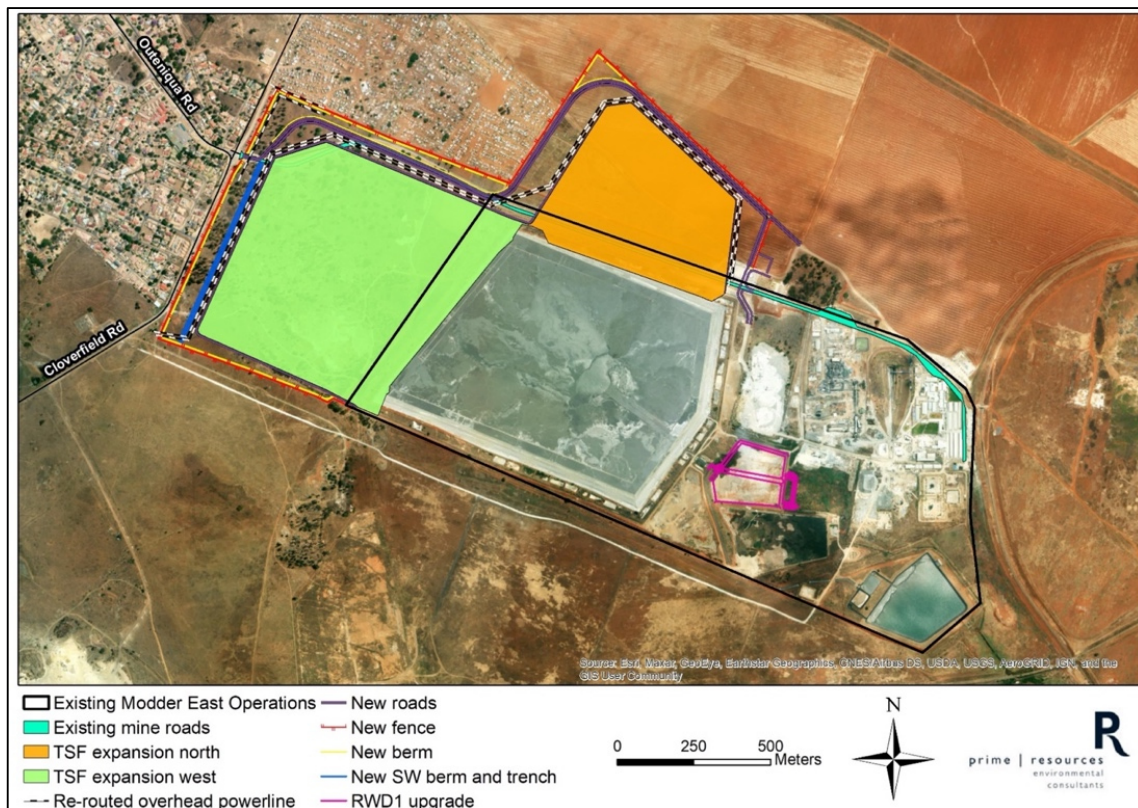 Outeniqua Rd
Cloverfield Rd
Source: Esri, Maxar, GeoEye, Earthstar Geographics, CNES/Airbus DS, USDA, USGS, AeroGRID, IGN, and the
GIS User Community
Existing Modder East Operations
Existing mine roads
TSF expansion north
TSF expansion west
Re-routed overhead powerline
New roads
New fence
New berm
New SW berm and trench
RWD1 upgrade
0 250 500
Meters
N
R
prime | resources
environmental
consultants